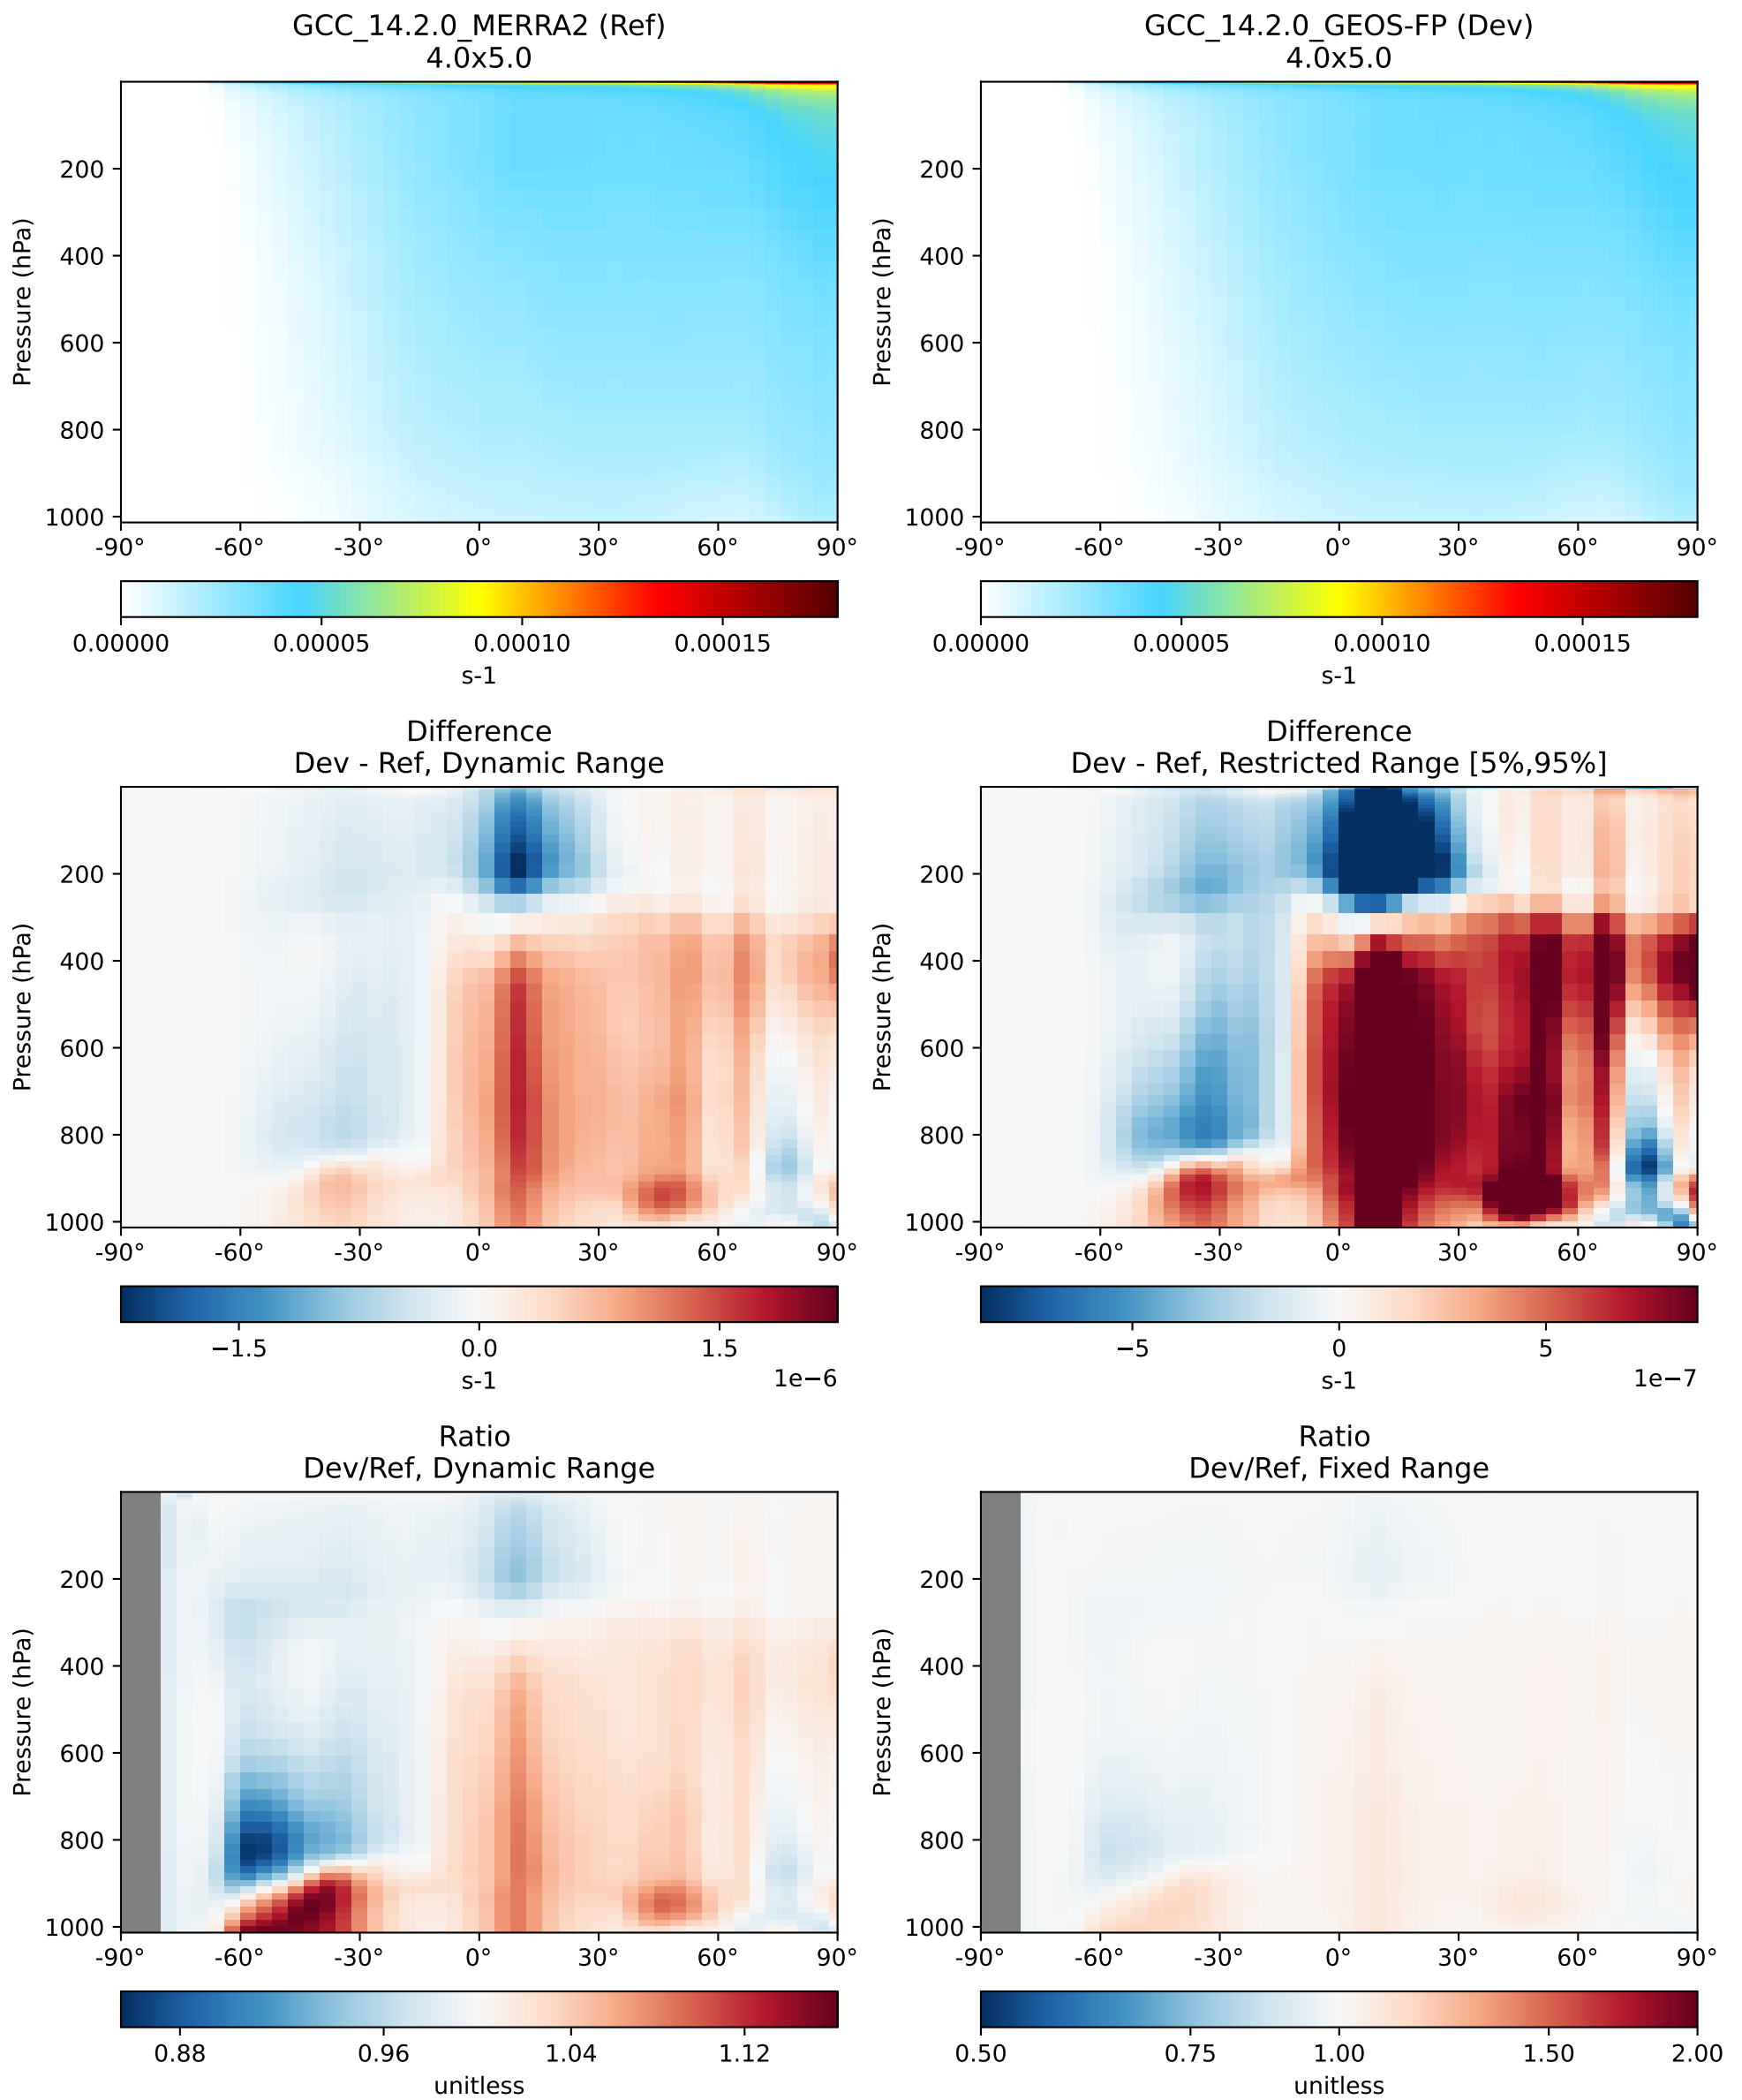 GCC_14.2.0_MERRA2 (Ref)
4.0x5.0
Pressure (hPa)
200
400
600
800
1000
-90° -60° -30° 0° 30° 60° 90°
0.00000 0.00005 0.00010 0.00015
s-1
GCC_14.2.0_GEOS-FP (Dev)
4.0x5.0
Pressure (hPa)
200
400
600
800
1000
-90° -60° -30° 0° 30° 60° 90°
0.00000 0.00005 0.00010 0.00015
s-1
Difference
Dev - Ref, Dynamic Range
Pressure (hPa)
200
400
600
800
1000
-90° -60° -30° 0° 30° 60° 90°
−1.5 0.0 1.5
s-1 1e−6
Difference
Dev - Ref, Restricted Range [5%,95%]
Pressure (hPa)
200
400
600
800
1000
-90° -60° -30° 0° 30° 60° 90°
−5 0 5
s-1 1e−7
Ratio
Dev/Ref, Dynamic Range
Pressure (hPa)
200
400
600
800
1000
-90° -60° -30° 0° 30° 60° 90°
0.88 0.96 1.04 1.12
unitless
Ratio
Dev/Ref, Fixed Range
Pressure (hPa)
200
400
600
800
1000
-90° -60° -30° 0° 30° 60° 90°
0.50 0.75 1.00 1.50 2.00
unitless